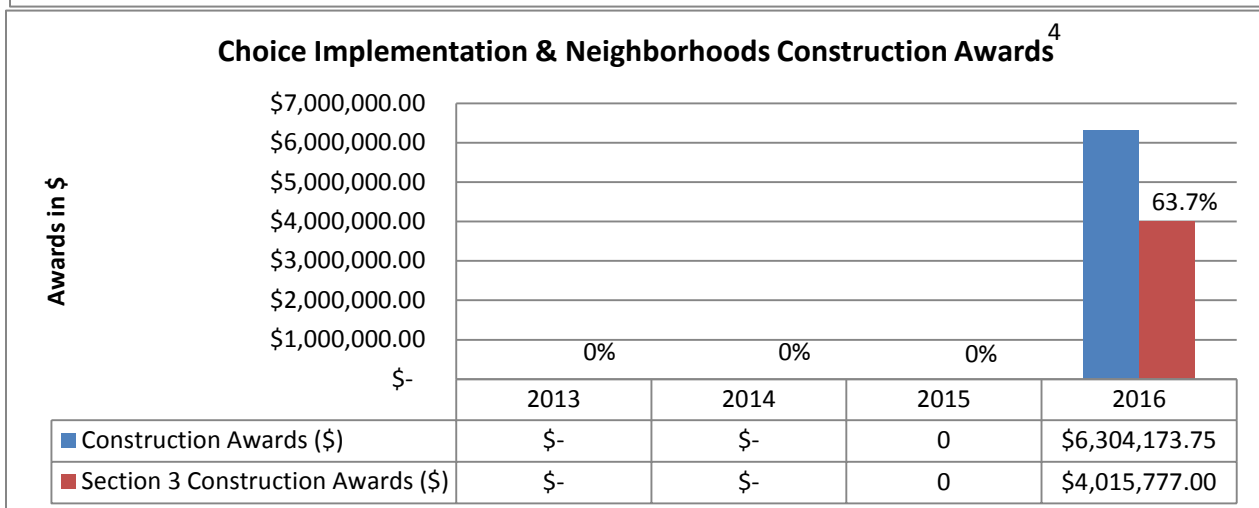 Choice Implementation & Neighborhoods Construction Awards4
Awards in $
$7,000,000.00
$6,000,000.00
$5,000,000.00
$4,000,000.00
$3,000,000.00
$2,000,000.00
$1,000,000.00
$-
0% 0% 0% 63.7%
2013 2014 2015 2016
Construction Awards ($) $- $- 0 $6,304,173.75
Section 3 Construction Awards ($) $- $- 0 $4,015,777.00